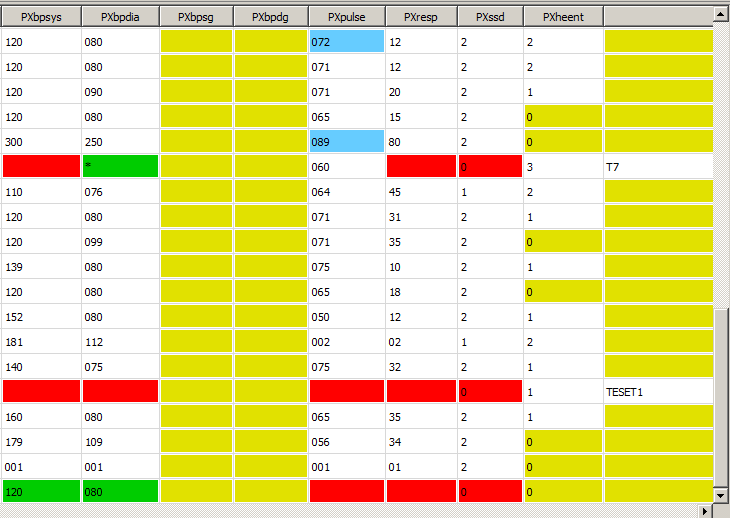 PXbpsys PXbpdia PXbpsg PXbpdg PXpulse PXresp PXssd PXheent
120 080 072 12 2 2
120 080 071 12 2 2
120 090 071 20 2 1
120 080 065 15 2 0
300 250 089 80 2 0
* 060 0 3 T7
110 076 064 45 1 2
120 080 071 31 2 1
120 099 071 35 2 0
139 080 075 10 2 1
120 080 065 18 2 0
152 080 050 12 2 1
181 112 002 02 1 2
140 075 075 32 2 1
0 1 TESET1
160 080 065 35 2 1
179 109 056 34 2 0
001 001 001 01 2 0
120 080 0 0